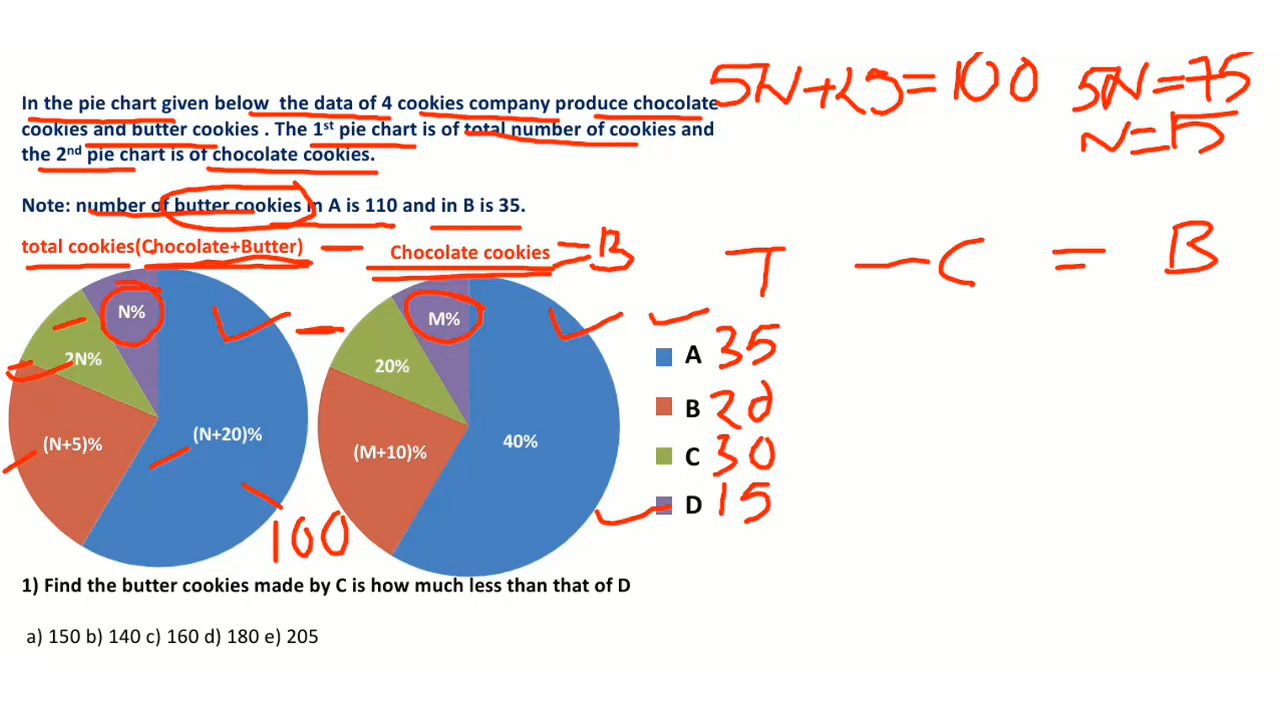 In the pie chart given below the data of 4 cookies company produce chocolate
cookies and butter cookies . The 1st pie chart is of total number of cookies and
the 2nd pie chart is of chocolate cookies.
5N+25=100
5N=75
N=15
Note: number of butter cookies in A is 110 and in B is 35.
total cookies(Chocolate+Butter) — Chocolate cookies = B
T — C = B
N%
2N%
(N+5)%
(N+20)%
100
M%
20%
(M+10)%
40%
A 35
B 20
C 30
D 15
1) Find the butter cookies made by C is how much less than that of D
a) 150 b) 140 c) 160 d) 180 e) 205